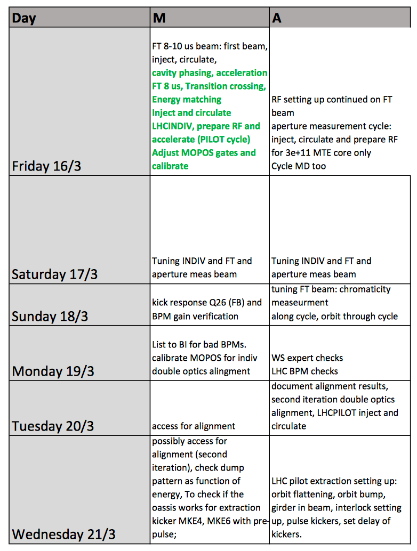 Day M A
Friday 16/3
FT 8-10 us beam: first beam,
inject, circulate,
cavity phasing, acceleration
FT 8 us, Transition crossing,
Energy matching
Inject and circulate
LHCINDIV, prepare RF and
accelerate (PILOT cycle)
Adjust MOPOS gates and
calibrate
RF setting up continued on FT
beam
aperture measurement cycle:
inject, circulate and prepare RF
for 3e+11 MTE core only
Cycle MD too
Saturday 17/3
Tuning INDIV and FT and
aperture meas beam
Tuning INDIV and FT and
aperture meas beam
Sunday 18/3
kick response Q26 (FB) and
BPM gain verification
tuning FT beam: chromaticity
measeurment
along cycle, orbit through cycle
Monday 19/3
List to BI for bad BPMs.
calibrate MOPOS for indiv
double optics alingment
WS expert checks
LHC BPM checks
Tuesday 20/3
access for alignment
document alignment results,
second iteration double optics
alignment, LHCPILOT inject and
circulate
Wednesday 21/3
possibly access for
alignment (second
iteration), check dump
pattern as function of
energy, To check if the
oassis works for extraction
kicker MKE4, MKE6 with pre-
pulse;
LHC pilot extraction setting up:
orbit flattening, orbit bump,
girder in beam, interlock setting
up, pulse kickers, set delay of
kickers.